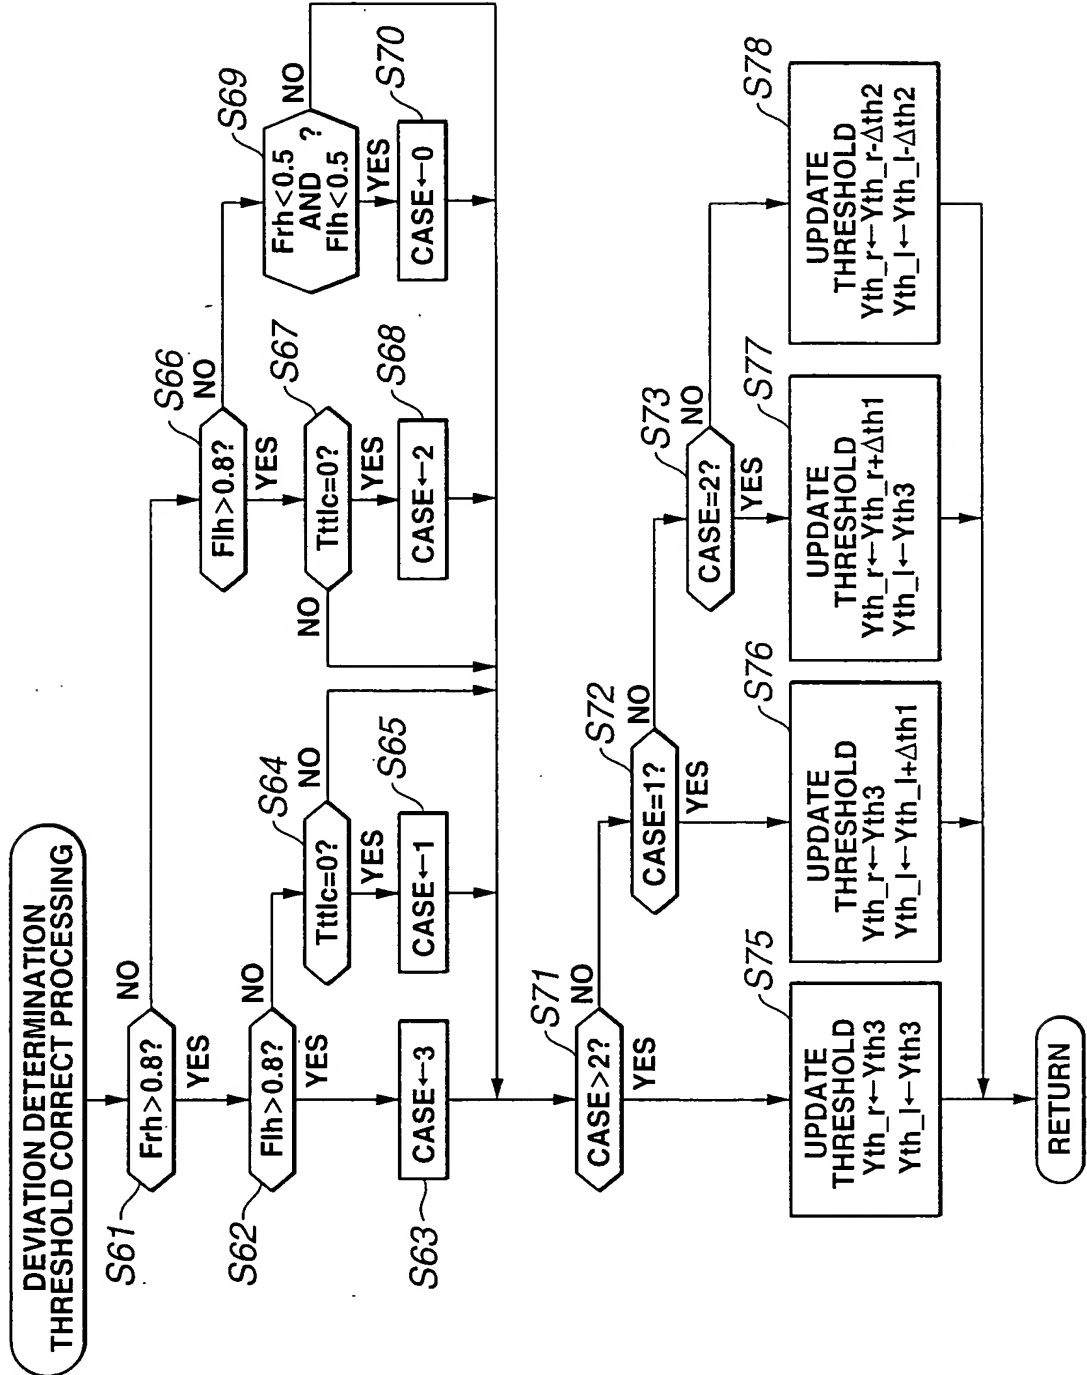 DEVIATION DETERMINATION
THRESHOLD CORRECT PROCESSING
S61
Frh>0.8?
NO
YES
S62
Flh>0.8?
NO
YES
S63
CASE←3
S64
Tttlc=0?
NO
YES
S65
CASE←1
S66
Flh>0.8?
NO
YES
S67
Tttlc=0?
NO
YES
S68
CASE←2
S69
Frh<0.5
AND ?
Flh<0.5
NO
YES
S70
CASE←0
S71
CASE>2?
NO
YES
S72
CASE=1?
NO
YES
S73
CASE=2?
NO
YES
S75
UPDATE
THRESHOLD
Yth_r←Yth3
Yth_l←Yth3
S76
UPDATE
THRESHOLD
Yth_r←Yth3
Yth_l←Yth_l+Δth1
S77
UPDATE
THRESHOLD
Yth_r←Yth_r+Δth1
Yth_l←Yth3
S78
UPDATE
THRESHOLD
Yth_r←Yth_r-Δth2
Yth_l←Yth_l-Δth2
RETURN